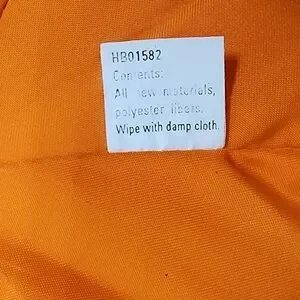 HB01582
Contents:
All new materials,
polyester fibers.
Wipe with damp cloth.